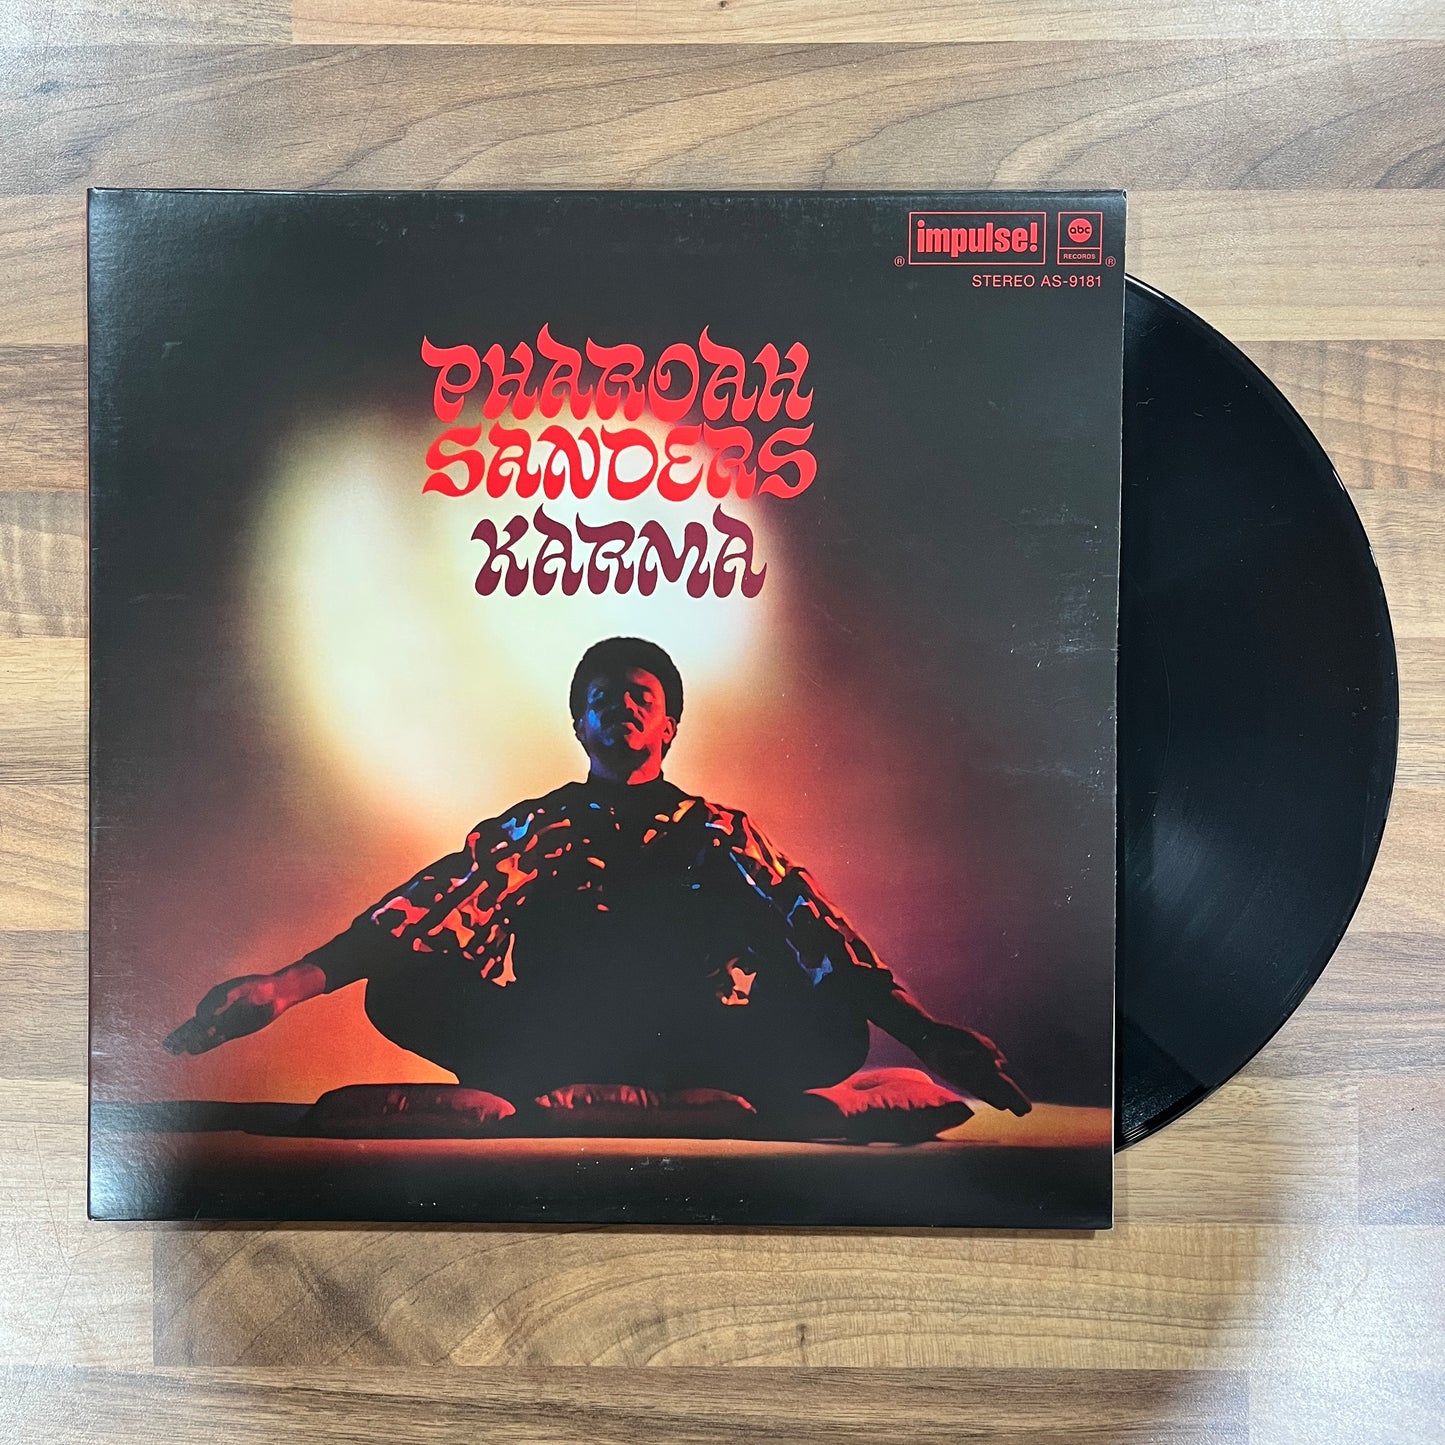 impulse!
abc
RECORDS
® ®
STEREO AS-9181
PHAROAH
SANDERS
KARMA